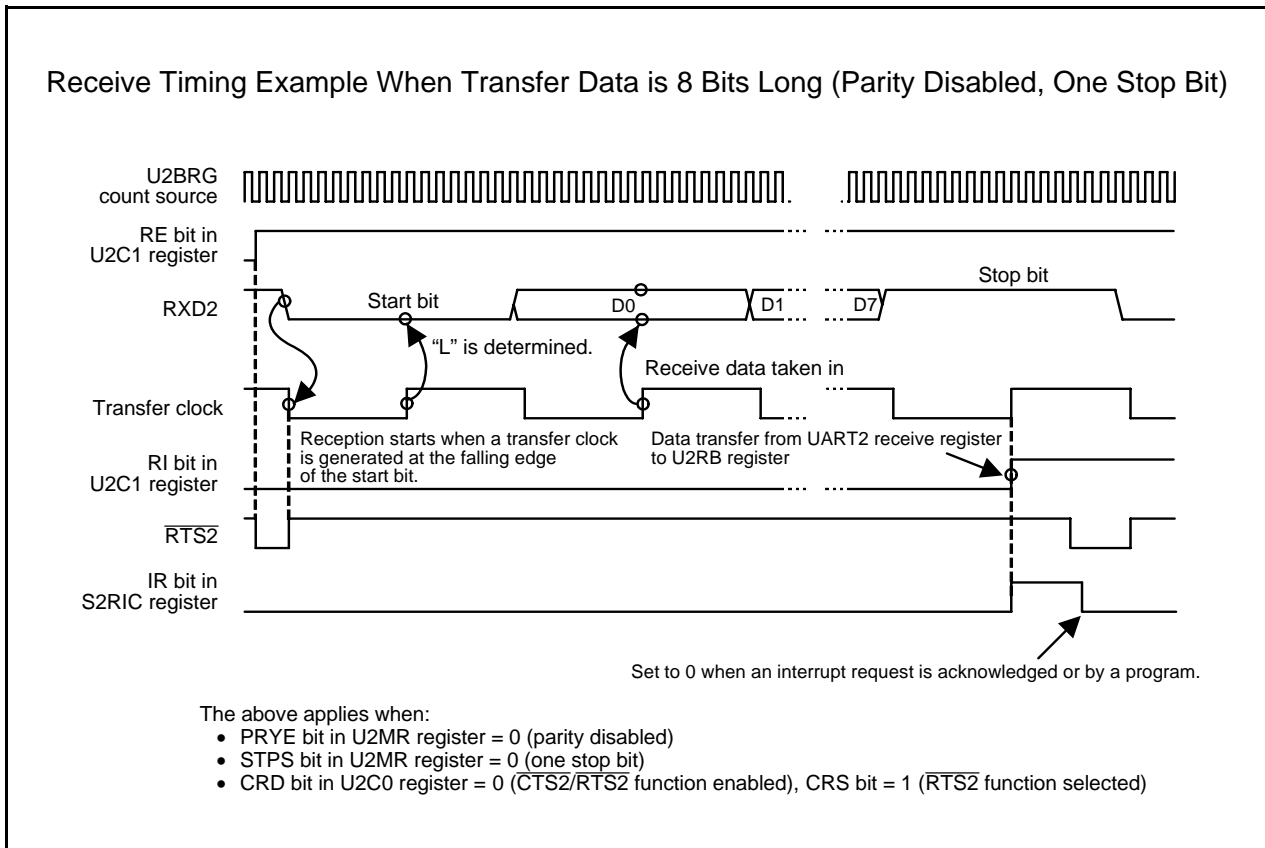 Receive Timing Example When Transfer Data is 8 Bits Long (Parity Disabled, One Stop Bit)
U2BRG
count source
RE bit in
U2C1 register
RXD2
Start bit
D0
D1
D7
Stop bit
“L” is determined.
Receive data taken in
Transfer clock
Reception starts when a transfer clock
is generated at the falling edge
of the start bit.
Data transfer from UART2 receive register
to U2RB register
RI bit in
U2C1 register
RTS2
IR bit in
S2RIC register
Set to 0 when an interrupt request is acknowledged or by a program.
The above applies when:
• PRYE bit in U2MR register = 0 (parity disabled)
• STPS bit in U2MR register = 0 (one stop bit)
• CRD bit in U2C0 register = 0 (CTS2/RTS2 function enabled), CRS bit = 1 (RTS2 function selected)